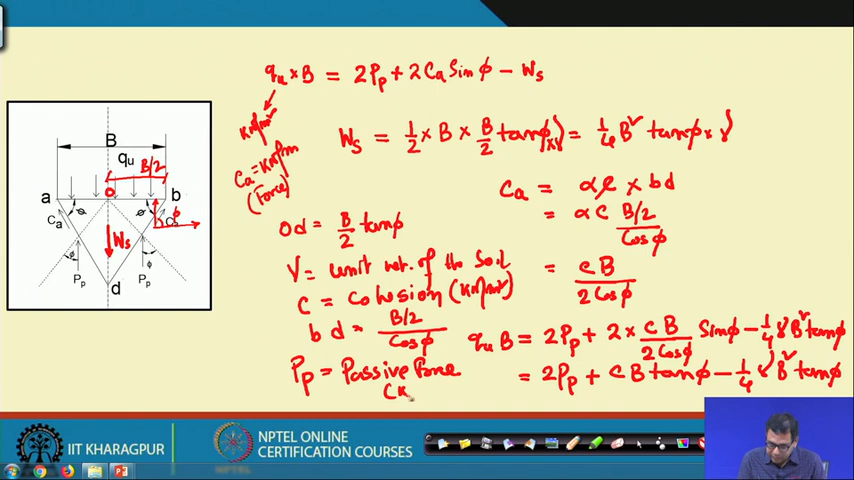 qu × B = 2Pp + 2Ca Sin φ − Ws
kN/m²
Ca = kN/m
(Force)
Ws = 1/2 × B × B/2 tanφ × γ = 1/4 B² tanφ × γ
B
qu
B/2
a
O
b
Ca
φ
φ
φ
Ws
Od = B/2 tanφ
Ca = αc × bd
= αc B/2 / Cosφ
φ
φ
Pp
Pp
d
γ = unit wt. of the Soil
= cB / 2Cosφ
C = Cohesion (kN/m²)
bd = B/2 / Cosφ
qu B = 2Pp + 2 × cB / 2Cosφ Sinφ − 1/4 γ B² tanφ
Pp = Passive Force
= 2Pp + cB tanφ − 1/4 γ B² tanφ
(k
IIT KHARAGPUR
NPTEL ONLINE
CERTIFICATION COURSES